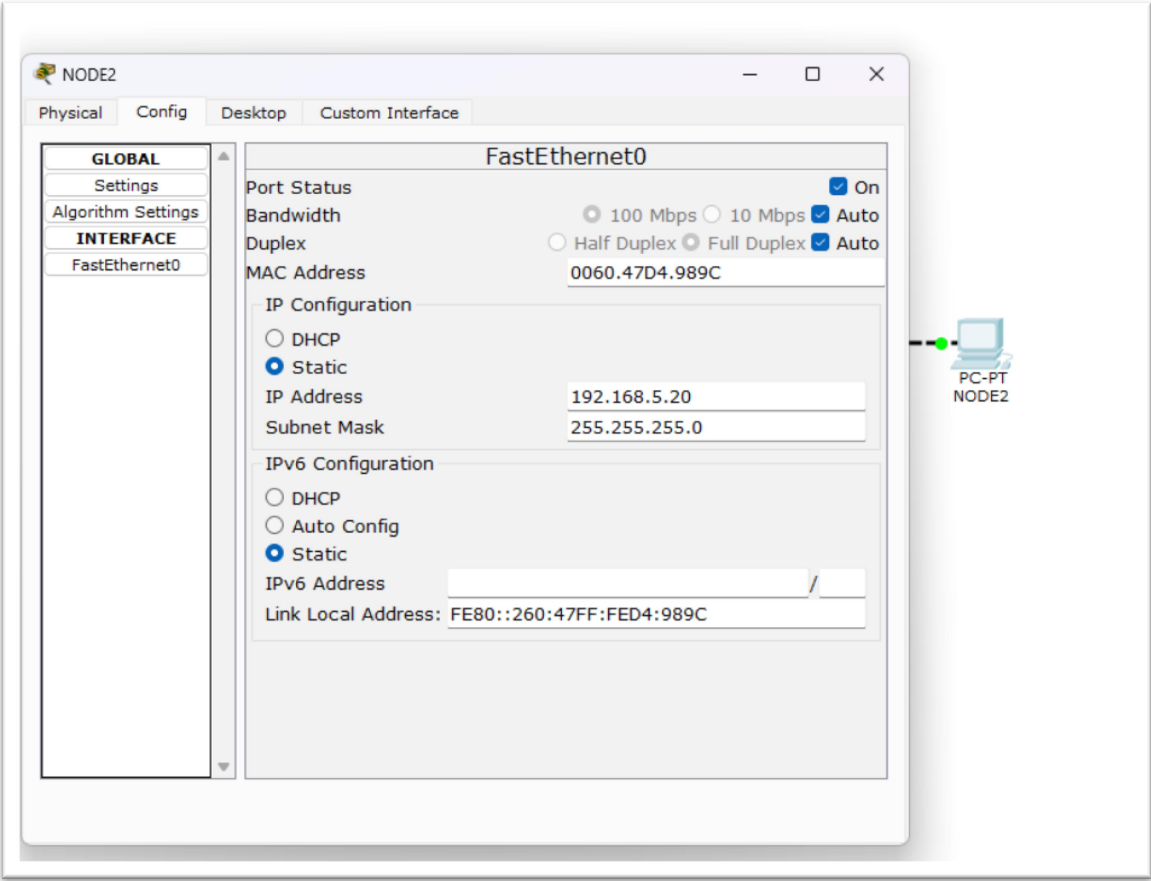 NODE2
Physical Config Desktop Custom Interface
GLOBAL
Settings
Algorithm Settings
INTERFACE
FastEthernet0
FastEthernet0
Port Status On
Bandwidth 100 Mbps 10 Mbps Auto
Duplex Half Duplex Full Duplex Auto
MAC Address 0060.47D4.989C
IP Configuration
DHCP
Static
IP Address 192.168.5.20
Subnet Mask 255.255.255.0
IPv6 Configuration
DHCP
Auto Config
Static
IPv6 Address /
Link Local Address: FE80::260:47FF:FED4:989C
PC-PT
NODE2